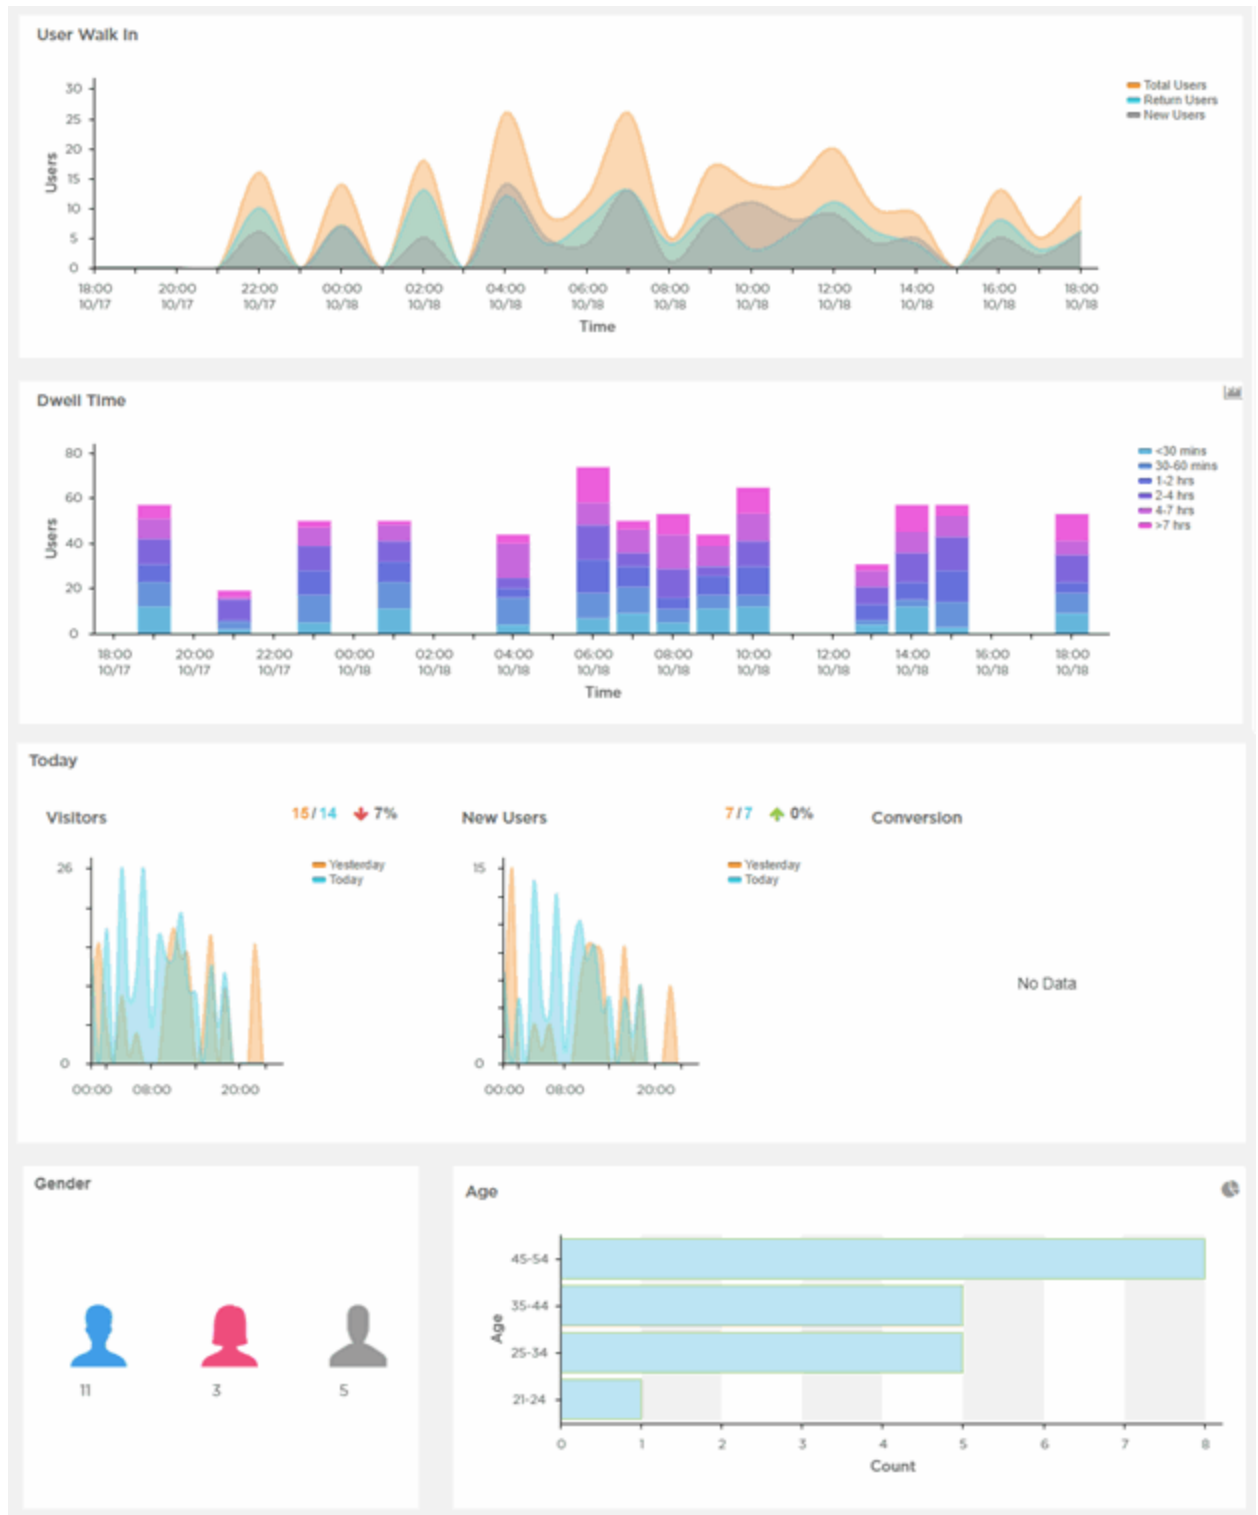 User Walk In
30
25
20
15
10
5
0
Users
Total Users
Return Users
New Users
18:00 20:00 22:00 00:00 02:00 04:00 06:00 08:00 10:00 12:00 14:00 16:00 18:00
10/17 10/17 10/17 10/18 10/18 10/18 10/18 10/18 10/18 10/18 10/18 10/18 10/18
Time
Dwell Time
80
60
40
20
0
Users
<30 mins
30-60 mins
1-2 hrs
2-4 hrs
4-7 hrs
>7 hrs
18:00 20:00 22:00 00:00 02:00 04:00 06:00 08:00 10:00 12:00 14:00 16:00 18:00
10/17 10/17 10/17 10/18 10/18 10/18 10/18 10/18 10/18 10/18 10/18 10/18 10/18
Time
Today
Visitors 15/14 7%
Yesterday
Today
26
0
00:00 08:00 20:00
New Users 7/7 0%
Yesterday
Today
15
0
00:00 08:00 20:00
Conversion
No Data
Gender
11 3 5
Age
Age
45-54
35-44
25-34
21-24
0 1 2 3 4 5 6 7 8
Count